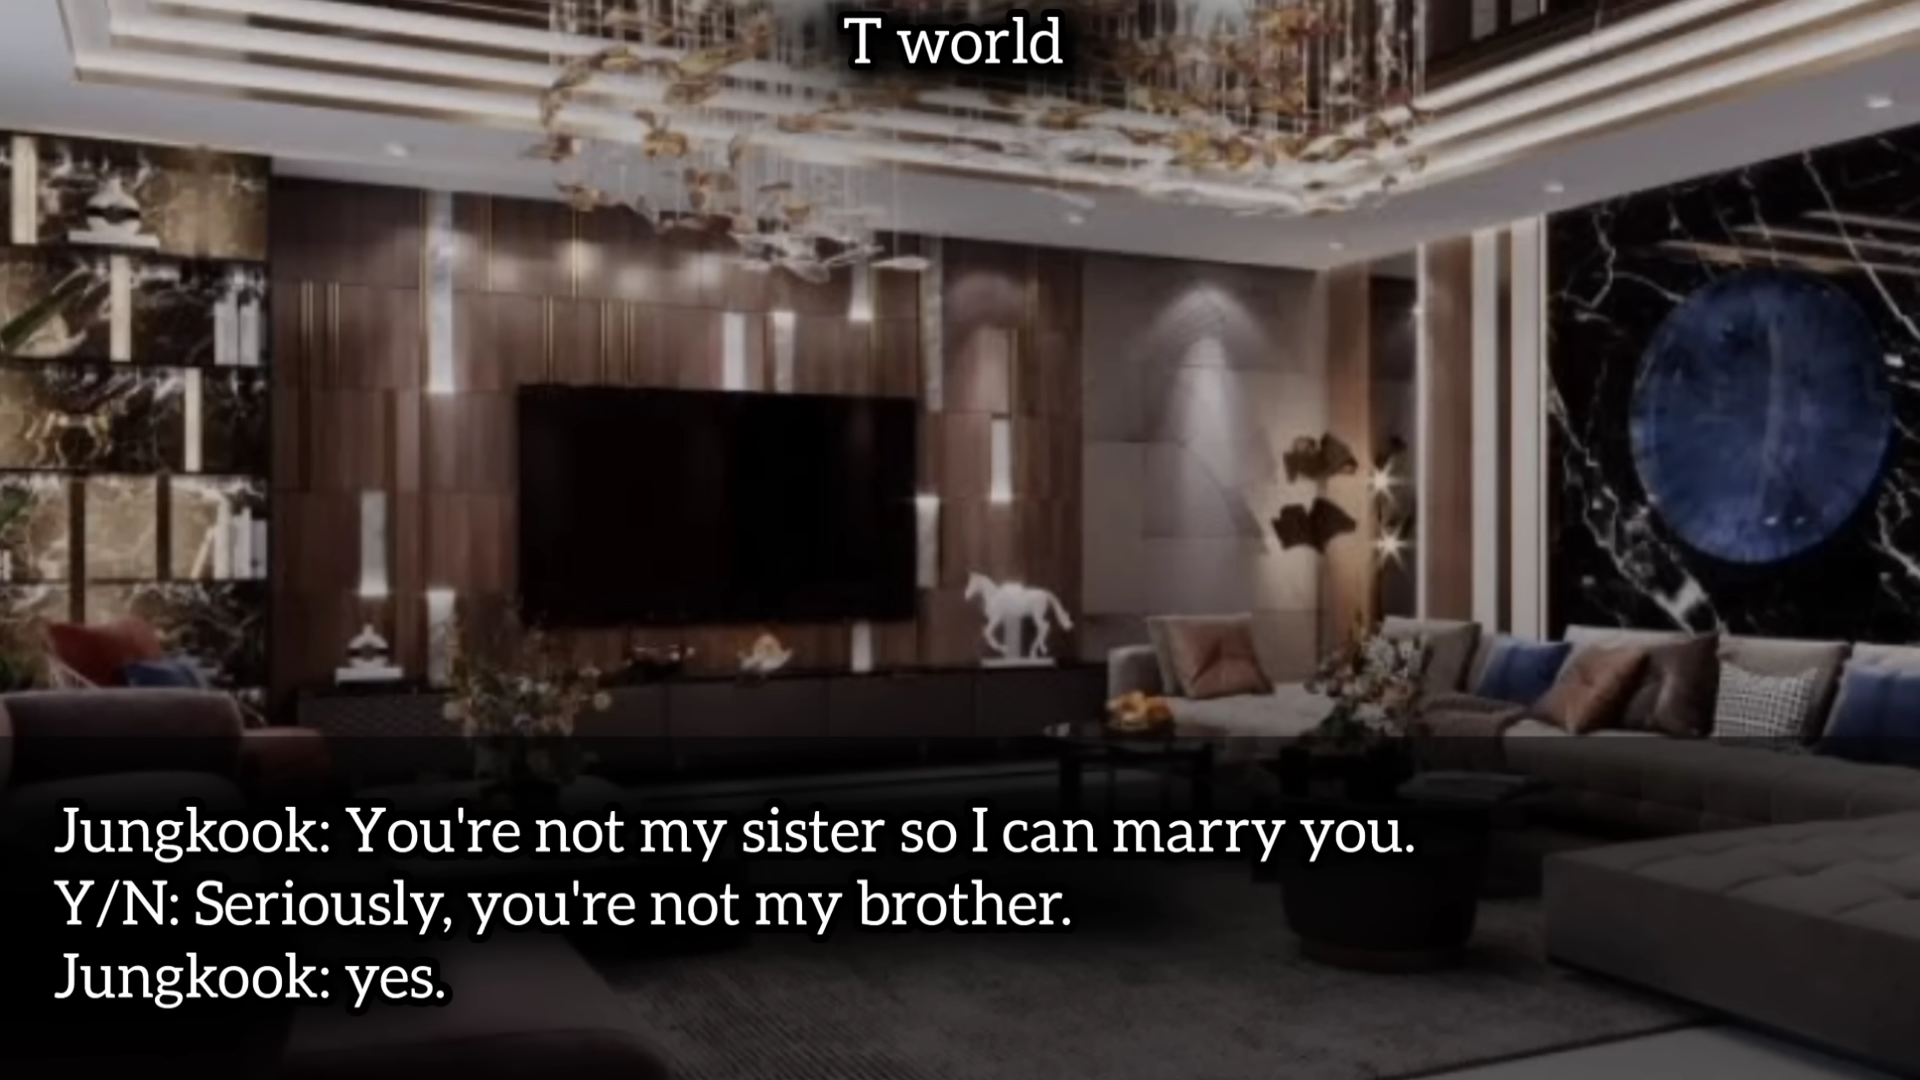 T world
Jungkook: You're not my sister so I can marry you.
Y/N: Seriously, you're not my brother.
Jungkook: yes.